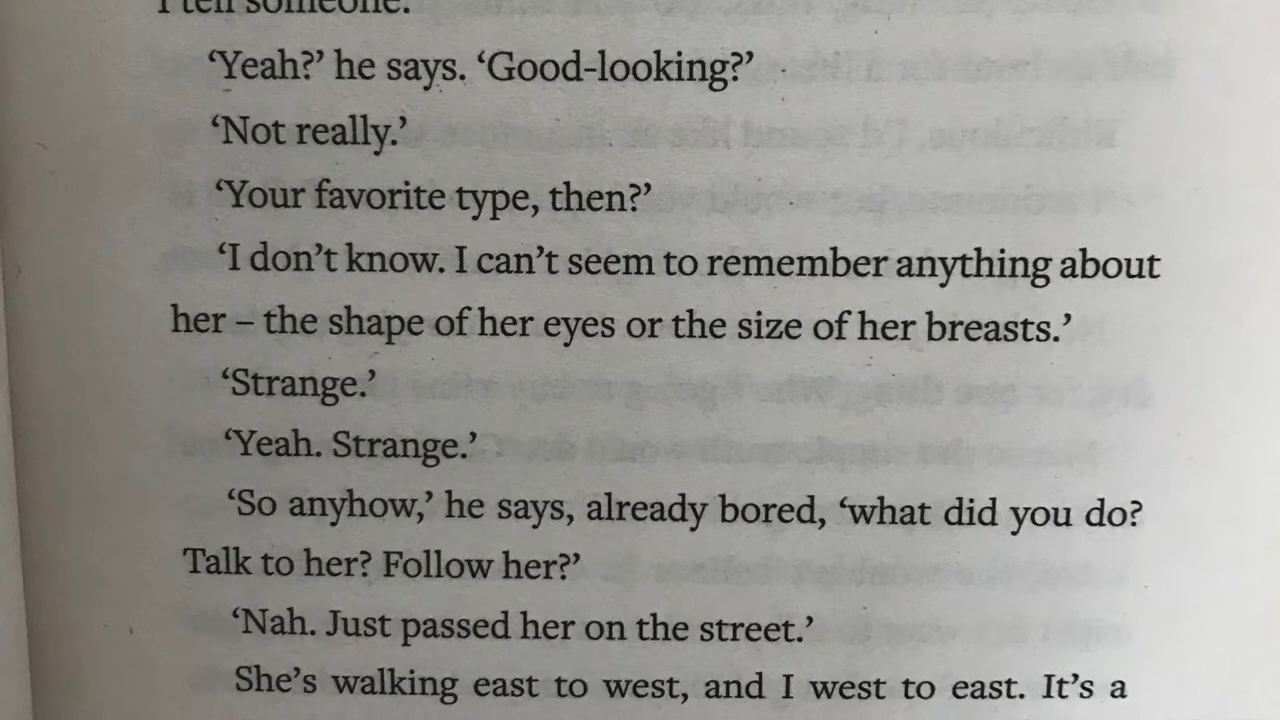 I tell someone.
‘Yeah?’ he says. ‘Good-looking?’
‘Not really.’
‘Your favorite type, then?’
‘I don’t know. I can’t seem to remember anything about
her – the shape of her eyes or the size of her breasts.’
‘Strange.’
‘Yeah. Strange.’
‘So anyhow,’ he says, already bored, ‘what did you do?
Talk to her? Follow her?’
‘Nah. Just passed her on the street.’
She’s walking east to west, and I west to east. It’s a